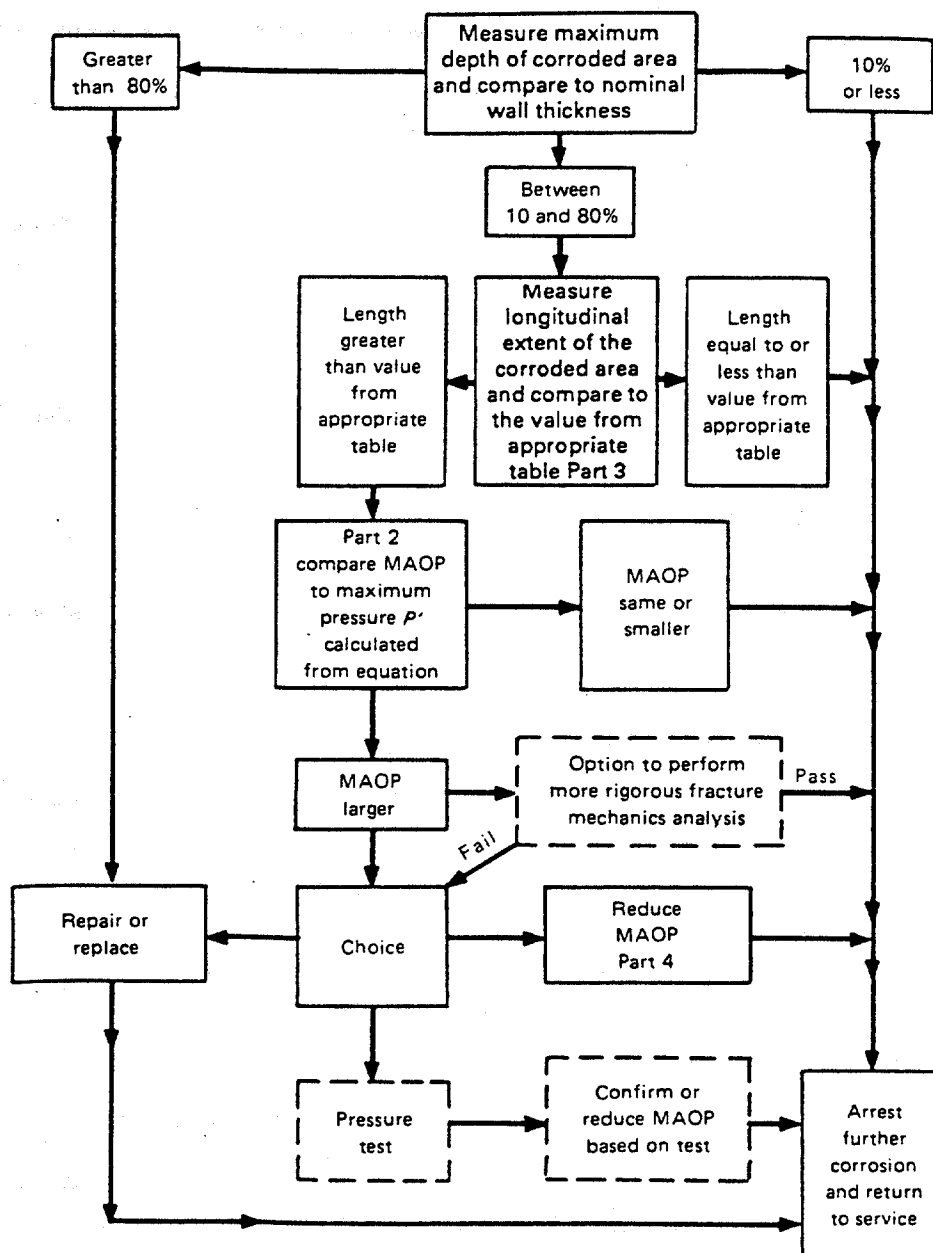 Measure maximum
depth of corroded area
and compare to nominal
wall thickness
Greater
than 80%
10%
or less
Between
10 and 80%
Length
greater
than value
from
appropriate
table
Measure
longitudinal
extent of the
corroded area
and compare to
the value from
appropriate
table Part 3
Length
equal to or
less than
value from
appropriate
table
Part 2
compare MAOP
to maximum
pressure P'
calculated
from equation
MAOP
same or
smaller
MAOP
larger
Option to perform
more rigorous fracture
mechanics analysis
Pass
Fail
Repair or
replace
Choice
Reduce
MAOP
Part 4
Pressure
test
Confirm or
reduce MAOP
based on test
Arrest
further
corrosion
and return
to service